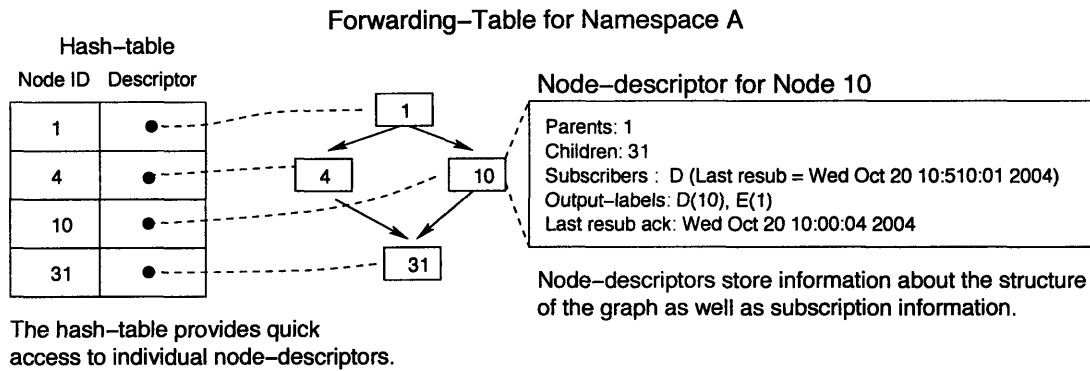 Forwarding–Table for Namespace A
Hash–table
Node ID Descriptor
1
4
10
31
1
4
10
31
Node–descriptor for Node 10
Parents: 1
Children: 31
Subscribers : D (Last resub = Wed Oct 20 10:510:01 2004)
Output–labels: D(10), E(1)
Last resub ack: Wed Oct 20 10:00:04 2004
Node–descriptors store information about the structure
of the graph as well as subscription information.
The hash–table provides quick
access to individual node–descriptors.